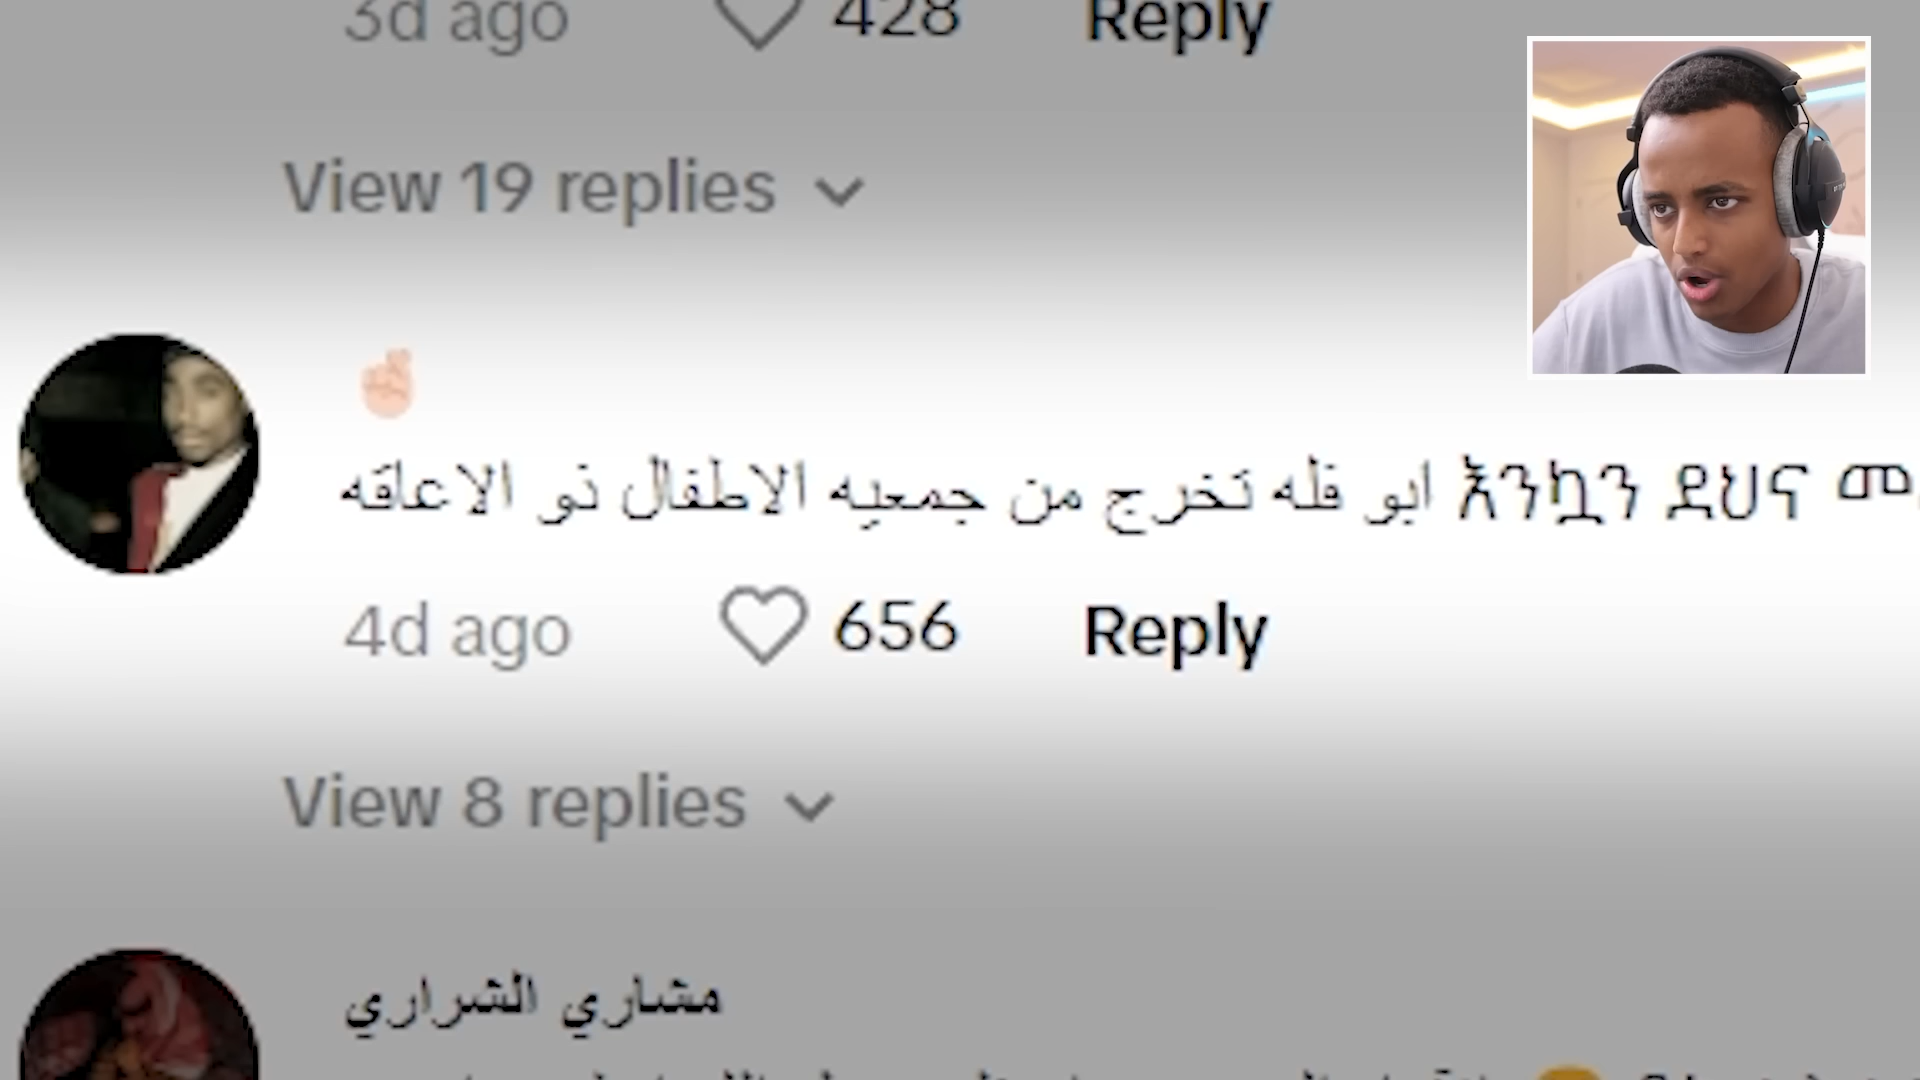 3d ago 428 Reply
View 19 replies
🤞🏻
ابو فله تخرج من جمعيه الاطفال ذو الاعاقه እንኳን ደህና
4d ago 656 Reply
View 8 replies
مشاري الشراري